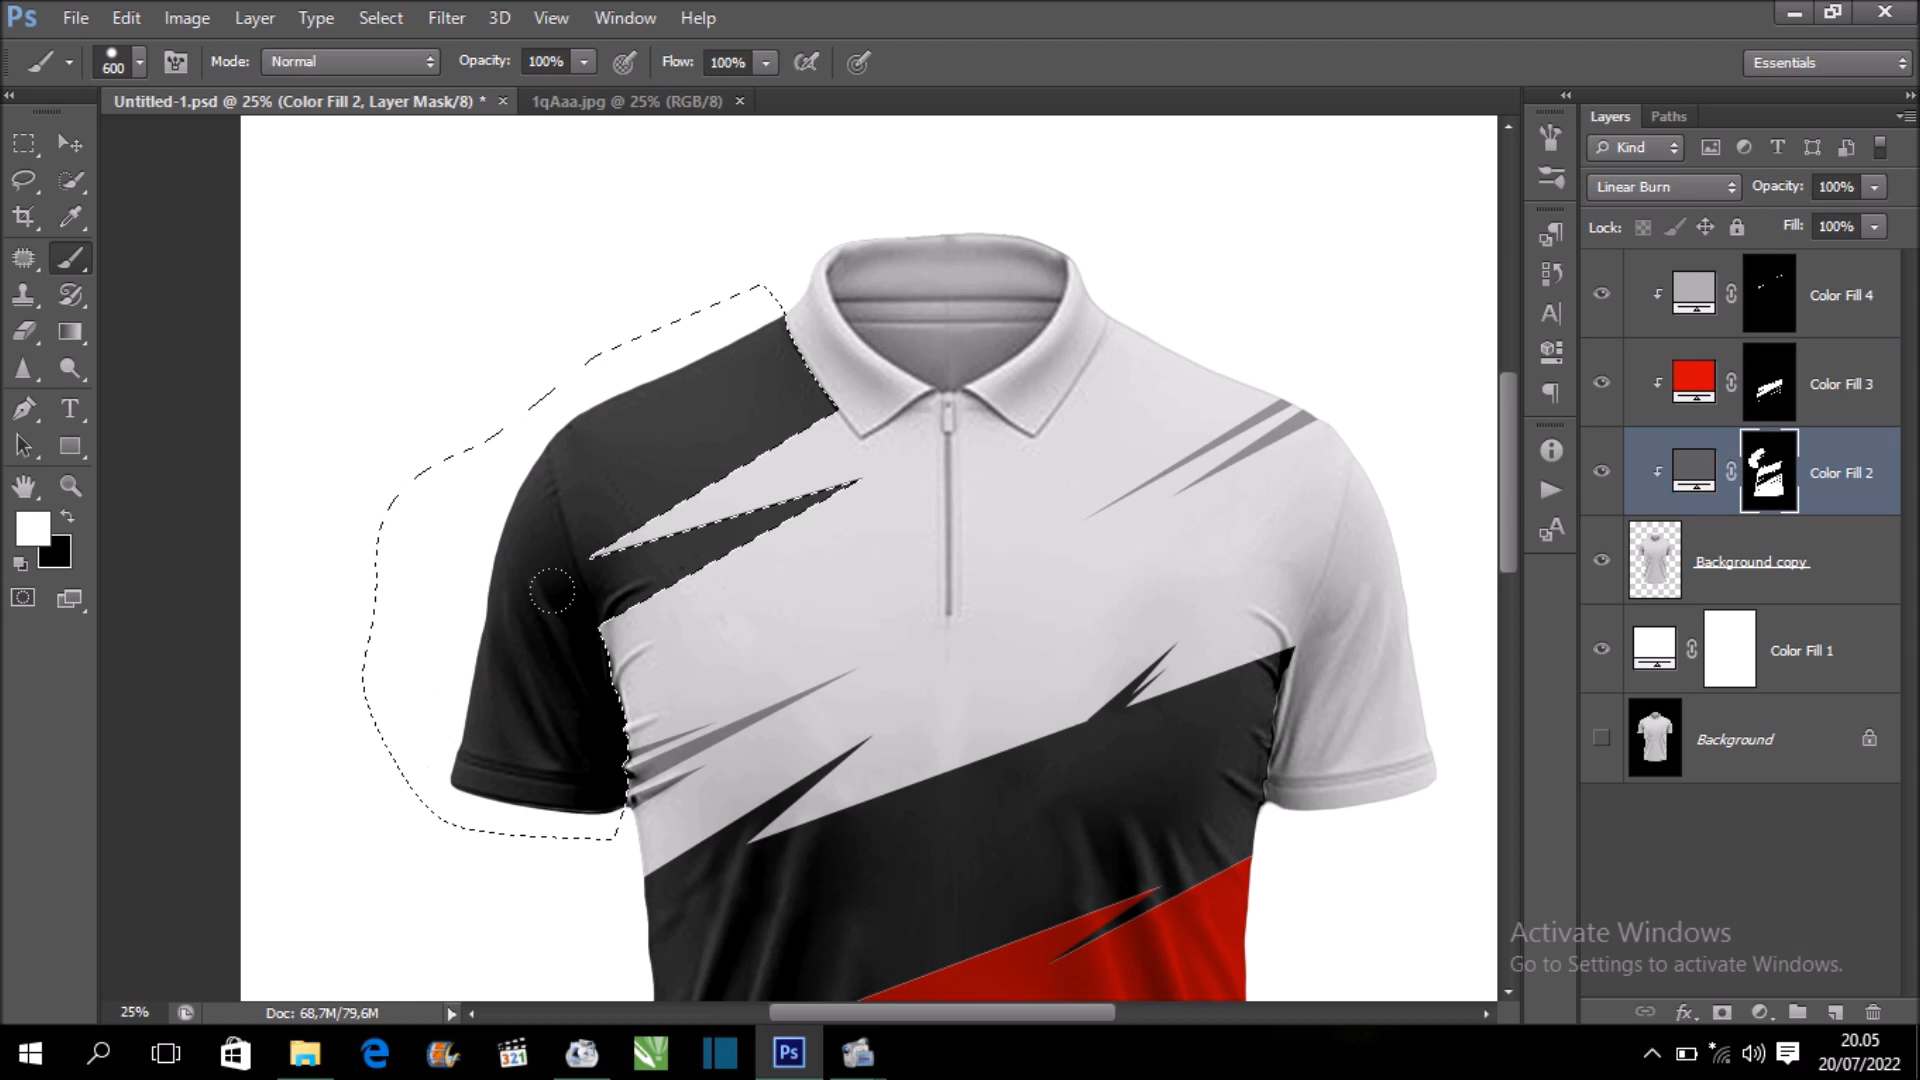 Ps File Edit Image Layer Type Select Filter 3D View Window Help
600 Mode: Normal Opacity: 100% Flow: 100% Essentials
Untitled-1.psd @ 25% (Color Fill 2, Layer Mask/8) * × 1qAaa.jpg @ 25% (RGB/8) ×
Layers Paths
Kind
Linear Burn Opacity: 100%
Lock: Fill: 100%
Color Fill 4
Color Fill 3
Color Fill 2
Background copy
Color Fill 1
Background
Activate Windows
Go to Settings to activate Windows.
25% Doc: 68,7M/79,6M
fx
321
Ps
20.05
20/07/2022